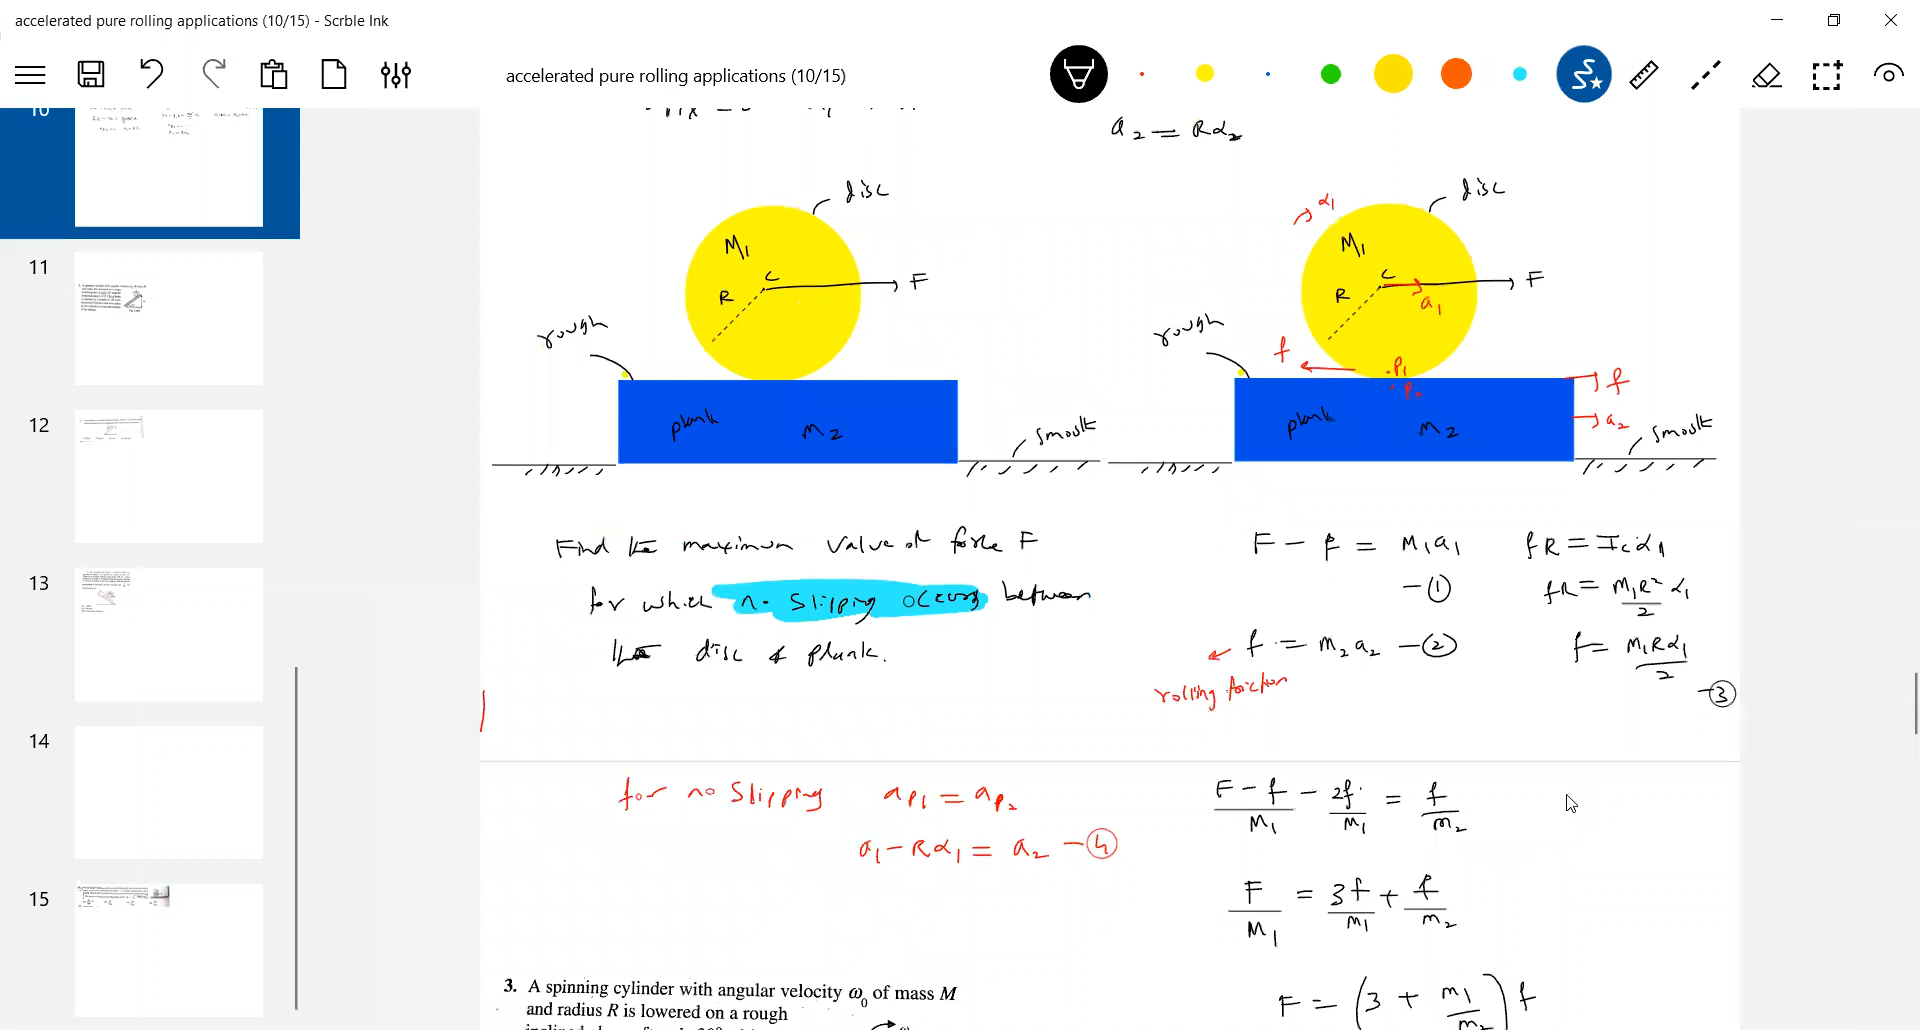 accelerated pure rolling applications (10/15) - Scrble Ink
accelerated pure rolling applications (10/15)
10
11
12
13
14
15
a₂ = Rα₂
disc
M₁
C
R
F
rough
plank
m₂
smooth
disc
α₁
M₁
C
R
F
a₁
rough
f
P₁
f
plank
m₂
a₂
smooth
Find the maximum value of force F
for which no slipping occurs between
the disc & plank.
F - f = M₁a₁
-①
f = m₂a₂ -②
rolling friction
fR = I꜀α₁
fR = M₁R²/2 α₁
f = M₁Rα₁/2
-③
for no slipping aP₁ = aP₂
a₁ - Rα₁ = a₂ -④
F - f/M₁ - 2f/M₁ = f/m₂
F/M₁ = 3f/M₁ + f/m₂
F = (3 + m₁/m₂) f
3. A spinning cylinder with angular velocity ω₀ of mass M
and radius R is lowered on a rough